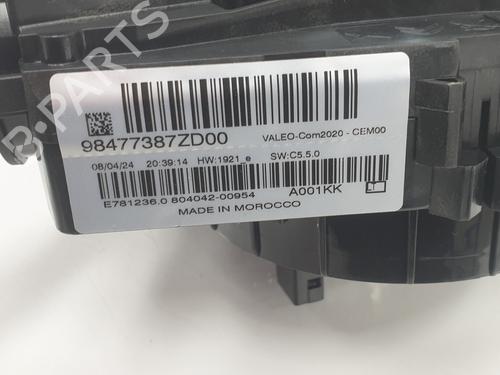 B-PARTS
98477387ZD00
VALEO-Com2020 - CEM00
08/04/24 20:39:14 HW:1921_e SW:C5.5.0
E781236.0 804042-00954 A001KK
MADE IN MOROCCO